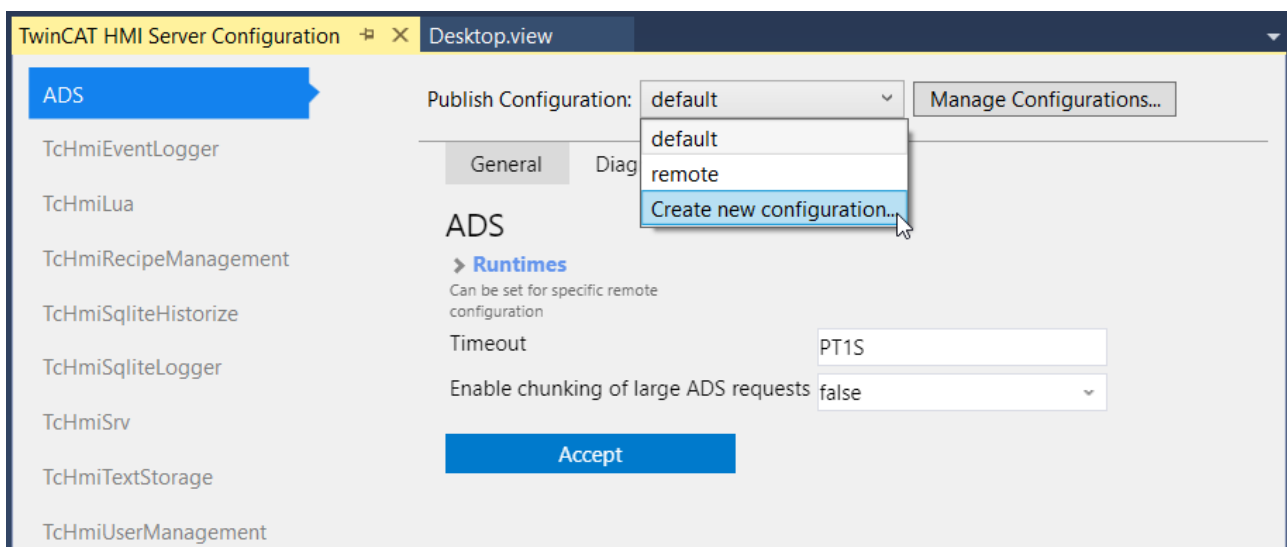 TwinCAT HMI Server Configuration
Desktop.view
ADS
TcHmiEventLogger
TcHmiLua
TcHmiRecipeManagement
TcHmiSqliteHistorize
TcHmiSqliteLogger
TcHmiSrv
TcHmiTextStorage
TcHmiUserManagement
Publish Configuration: default
Manage Configurations...
default
remote
Create new configuration...
General Diag
ADS
Runtimes
Can be set for specific remote
configuration
Timeout PT1S
Enable chunking of large ADS requests false
Accept